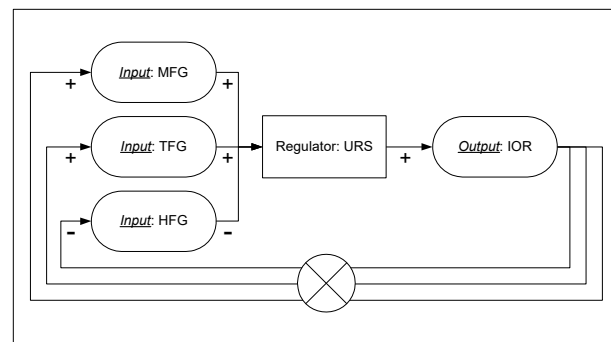 Input: MFG
+
+
Input: TFG
+
+
Regulator: URS
+
Output: IOR
Input: HFG
-
-